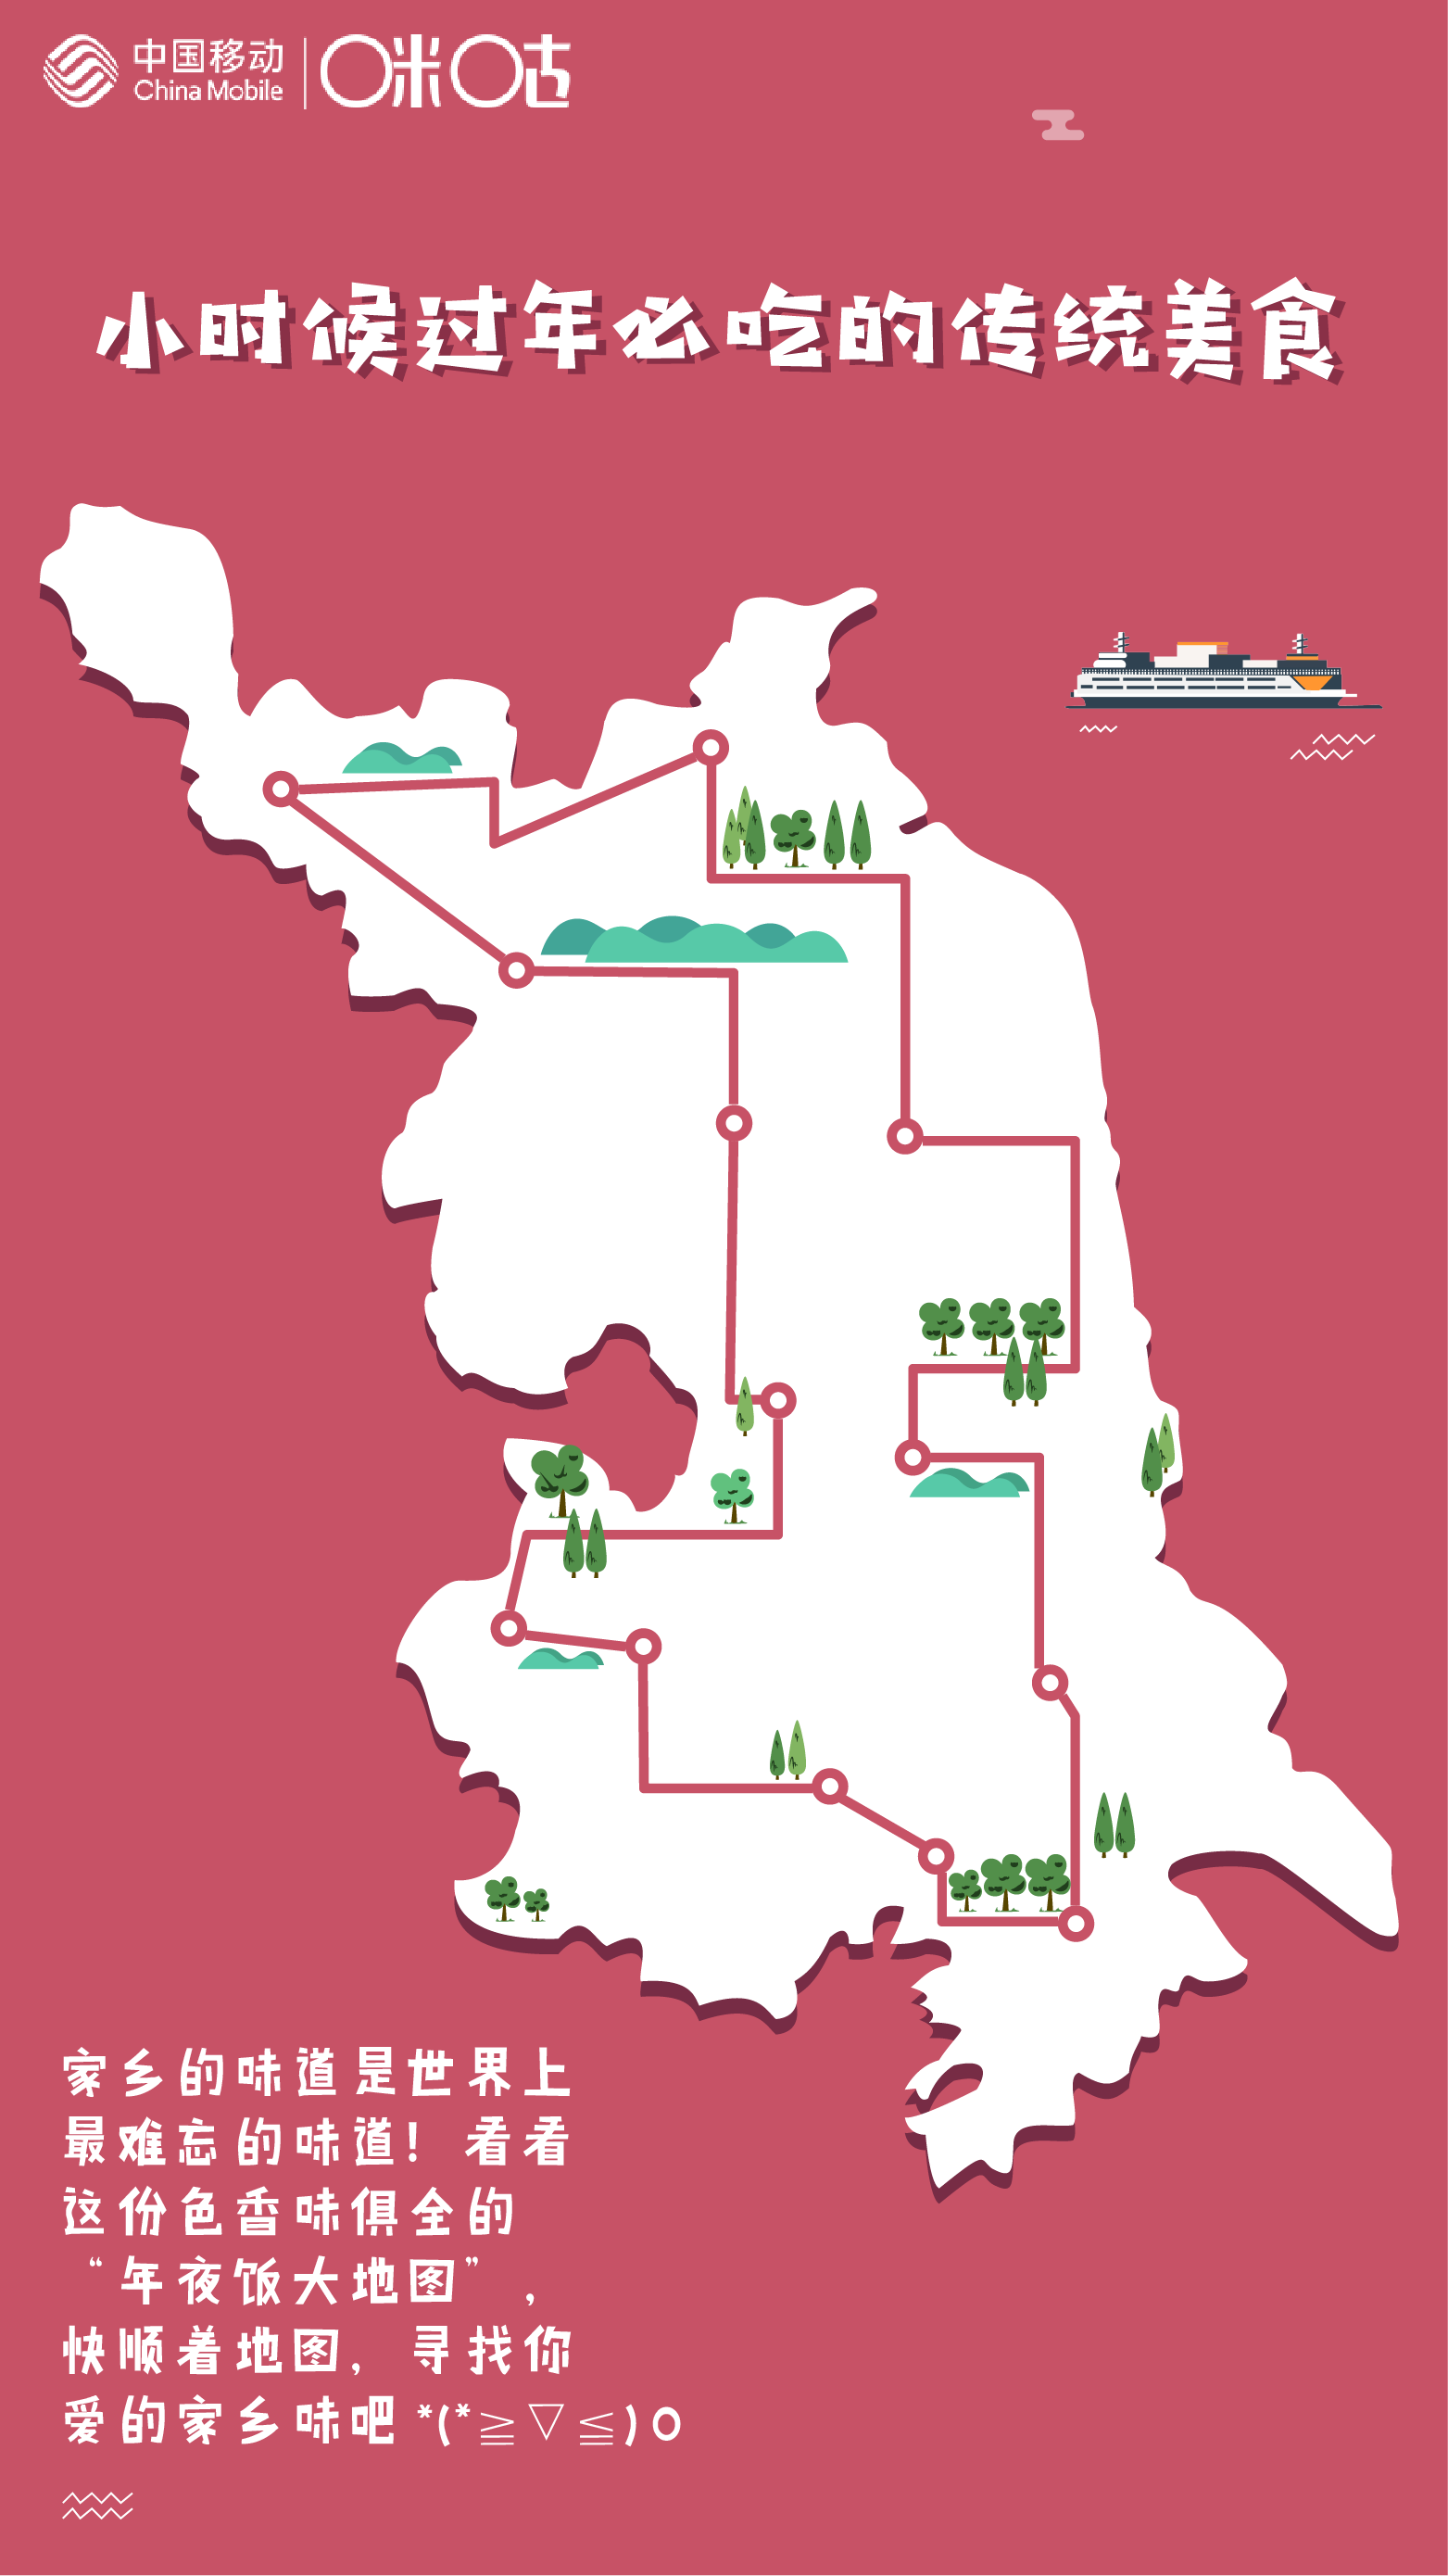 中国移动
China Mobile
咪咕
小时候过年必吃的传统美食
家乡的味道是世界上
最难忘的味道！看看
这份色香味俱全的
“年夜饭大地图”，
快顺着地图，寻找你
爱的家乡味吧 *(*≧▽≦)o